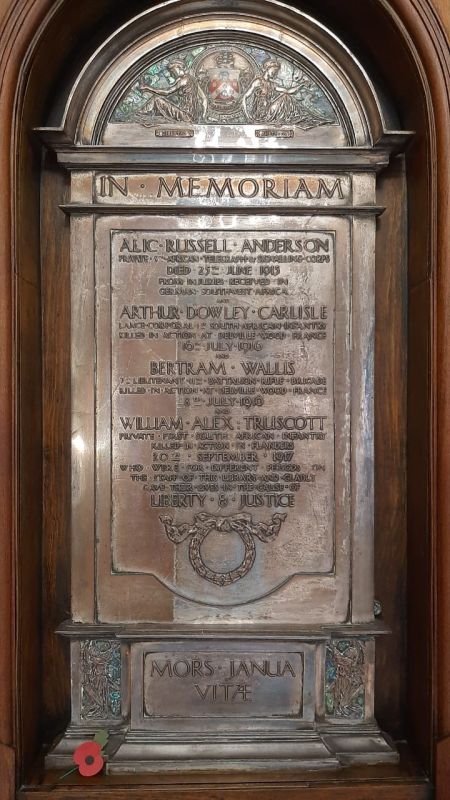 IN · MEMORIAM
ALIC · RUSSELL · ANDERSON
PRIVATE · STH AFRICAN · TELEGRAPH & SIGNALLING · CORPS
DIED · 25TH JUNE · 1915
FROM · INJURIES · RECEIVED · IN
GERMAN · SOUTHWEST · AFRICA
AND
ARTHUR · DOWLEY · CARLISLE
LANCE · CORPORAL · 1ST SOUTH · AFRICAN · INFANTRY
KILLED · IN · ACTION · AT · DELVILLE · WOOD · FRANCE
16TH JULY · 1916
AND
BERTRAM · WALLIS
LIEUTENANT · BATTALION · RIFLE · BRIGADE
KILLED · IN · ACTION · AT · DELVILLE · WOOD · FRANCE
JULY · 1916
AND
WILLIAM · ALEX · TRUSCOTT
PRIVATE · FIRST · SOUTH · AFRICAN · INFANTRY
KILLED · IN · ACTION · IN · FLANDERS
20TH · SEPTEMBER · 1917
WHO · WERE · FOR · DIFFERENT · PERIODS · ON
THE · STAFF · OF · THIS · LIBRARY · AND · GLADLY
GAVE · THEIR · LIVES · IN · THE · CAUSE · OF
LIBERTY · & · JUSTICE
MORS · JANUA
VITÆ